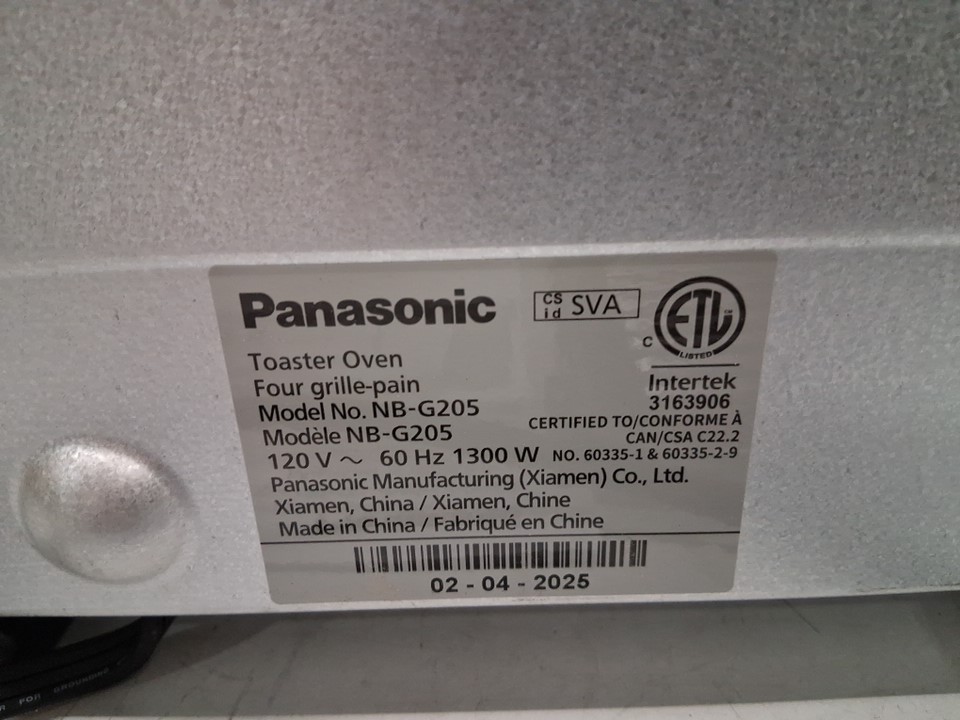 Panasonic
CS id SVA
ETL
C
LISTED
Toaster Oven
Four grille-pain
Model No. NB-G205
Modèle NB-G205
120 V ~ 60 Hz 1300 W
Intertek
3163906
CERTIFIED TO/CONFORME À
CAN/CSA C22.2
NO. 60335-1 & 60335-2-9
Panasonic Manufacturing (Xiamen) Co., Ltd.
Xiamen, China / Xiamen, Chine
Made in China / Fabriqué en Chine
02 - 04 - 2025
FOR GROUNDING